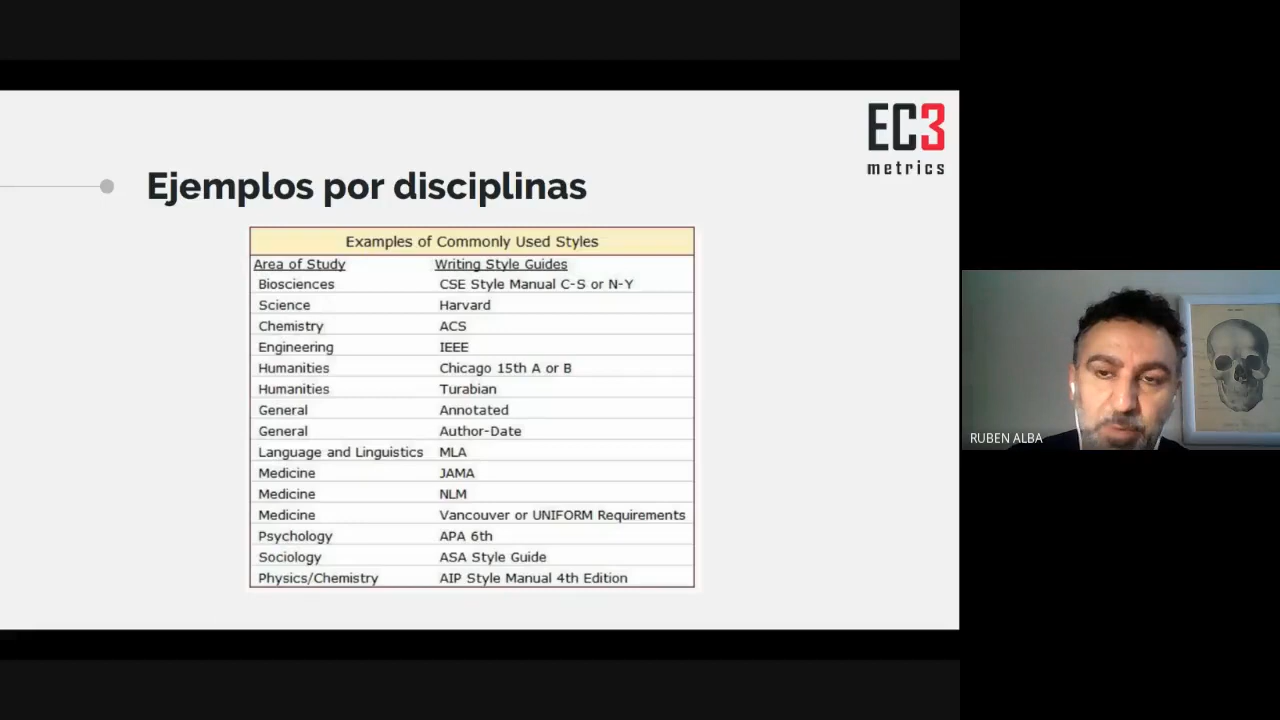 EC3
metrics
Ejemplos por disciplinas
Examples of Commonly Used Styles
Area of Study Writing Style Guides
Biosciences CSE Style Manual C-S or N-Y
Science Harvard
Chemistry ACS
Engineering IEEE
Humanities Chicago 15th A or B
Humanities Turabian
General Annotated
General Author-Date
Language and Linguistics MLA
Medicine JAMA
Medicine NLM
Medicine Vancouver or UNIFORM Requirements
Psychology APA 6th
Sociology ASA Style Guide
Physics/Chemistry AIP Style Manual 4th Edition
RUBEN ALBA